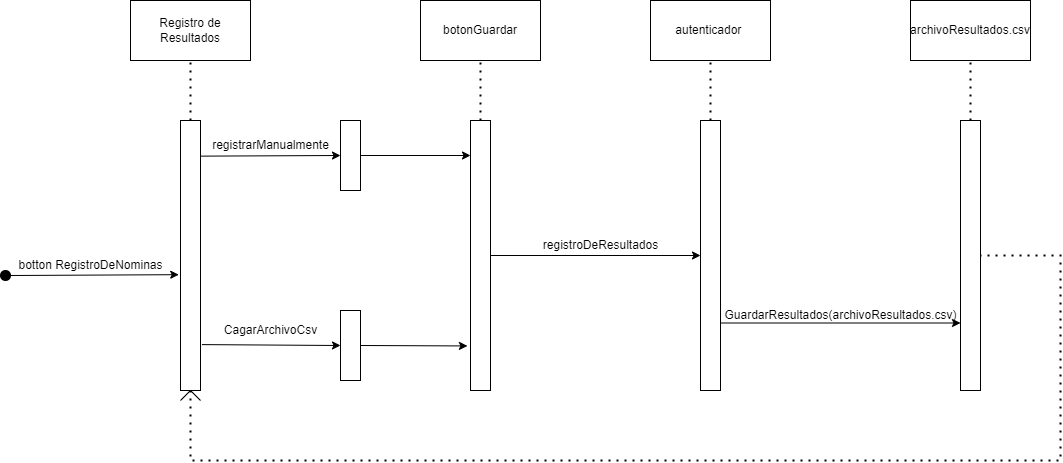 Registro de
Resultados
botonGuardar
autenticador
archivoResultados.csv
registrarManualmente
registroDeResultados
botton RegistroDeNominas
GuardarResultados(archivoResultados.csv)
CagarArchivoCsv